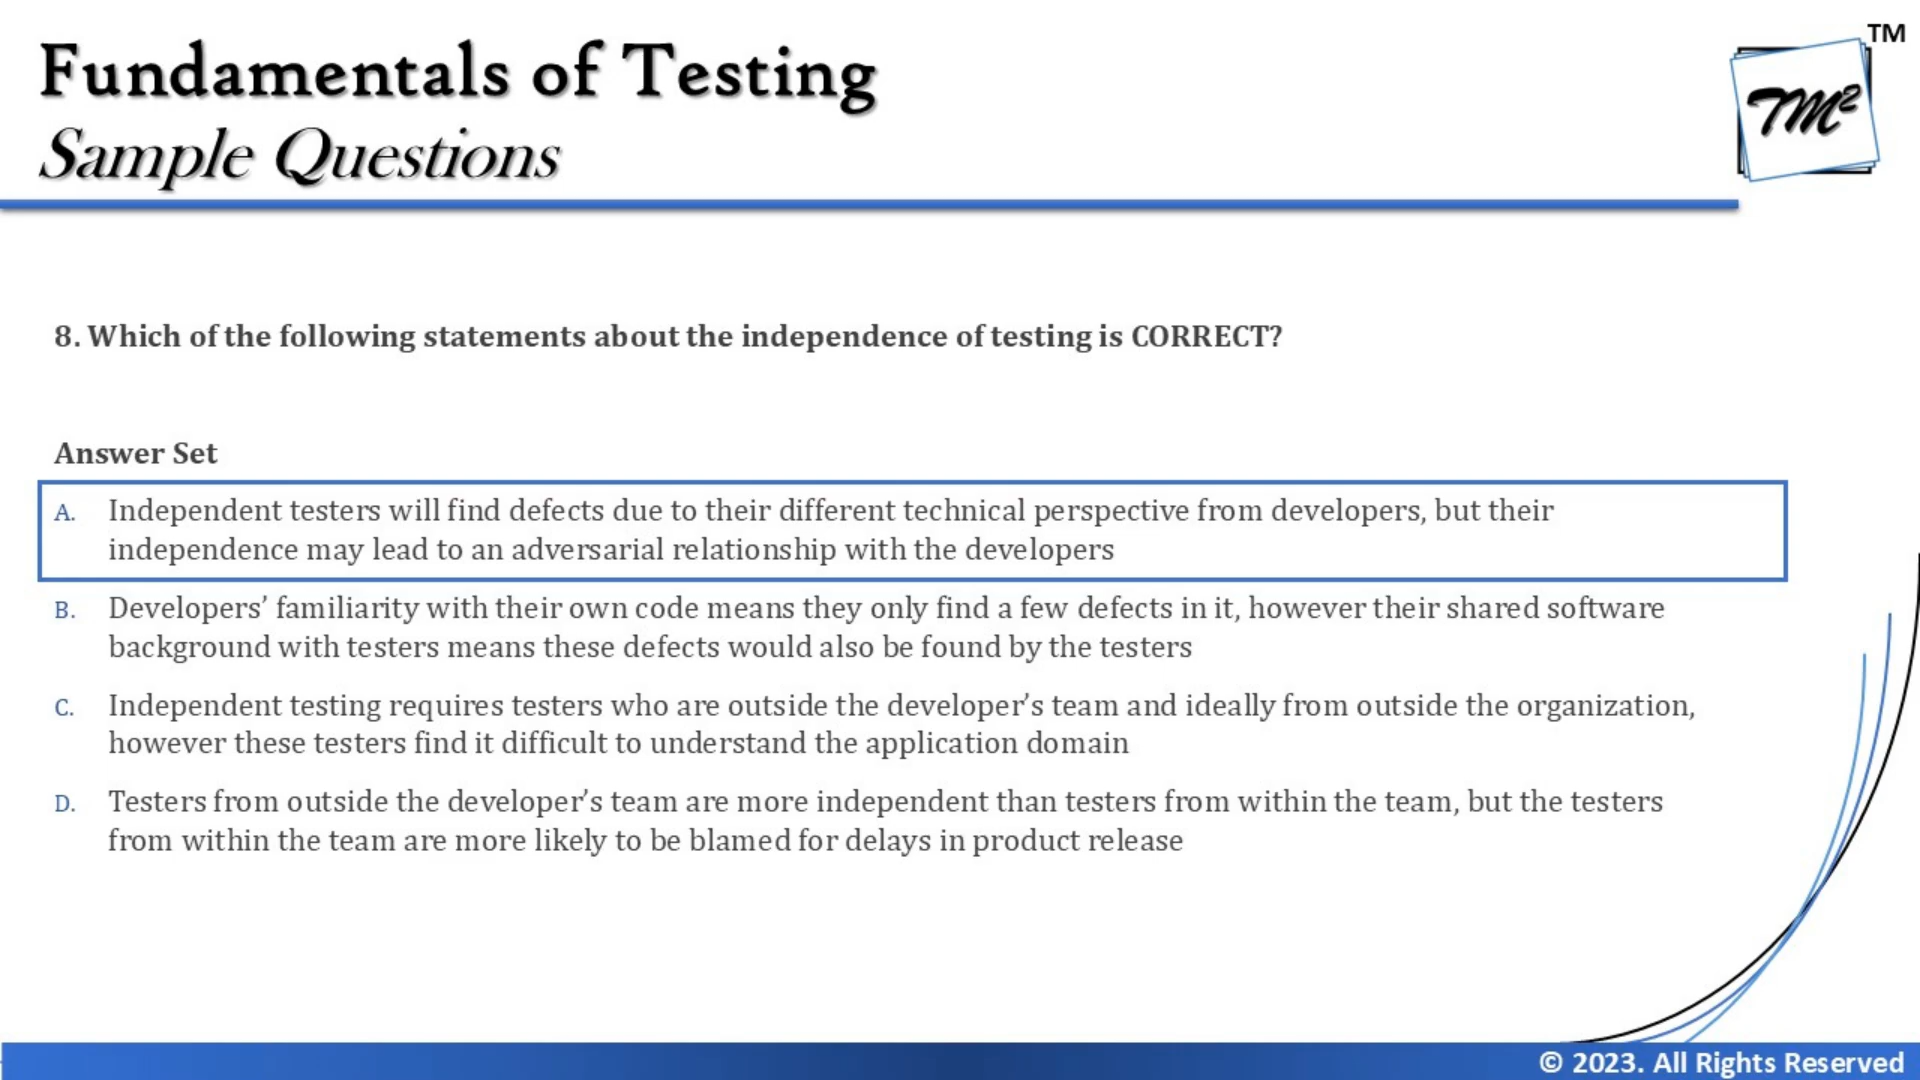 Fundamentals of Testing
Sample Questions
TM
TM²
8. Which of the following statements about the independence of testing is CORRECT?
Answer Set
A. Independent testers will find defects due to their different technical perspective from developers, but their
independence may lead to an adversarial relationship with the developers
B. Developers’ familiarity with their own code means they only find a few defects in it, however their shared software
background with testers means these defects would also be found by the testers
C. Independent testing requires testers who are outside the developer’s team and ideally from outside the organization,
however these testers find it difficult to understand the application domain
D. Testers from outside the developer’s team are more independent than testers from within the team, but the testers
from within the team are more likely to be blamed for delays in product release
© 2023. All Rights Reserved